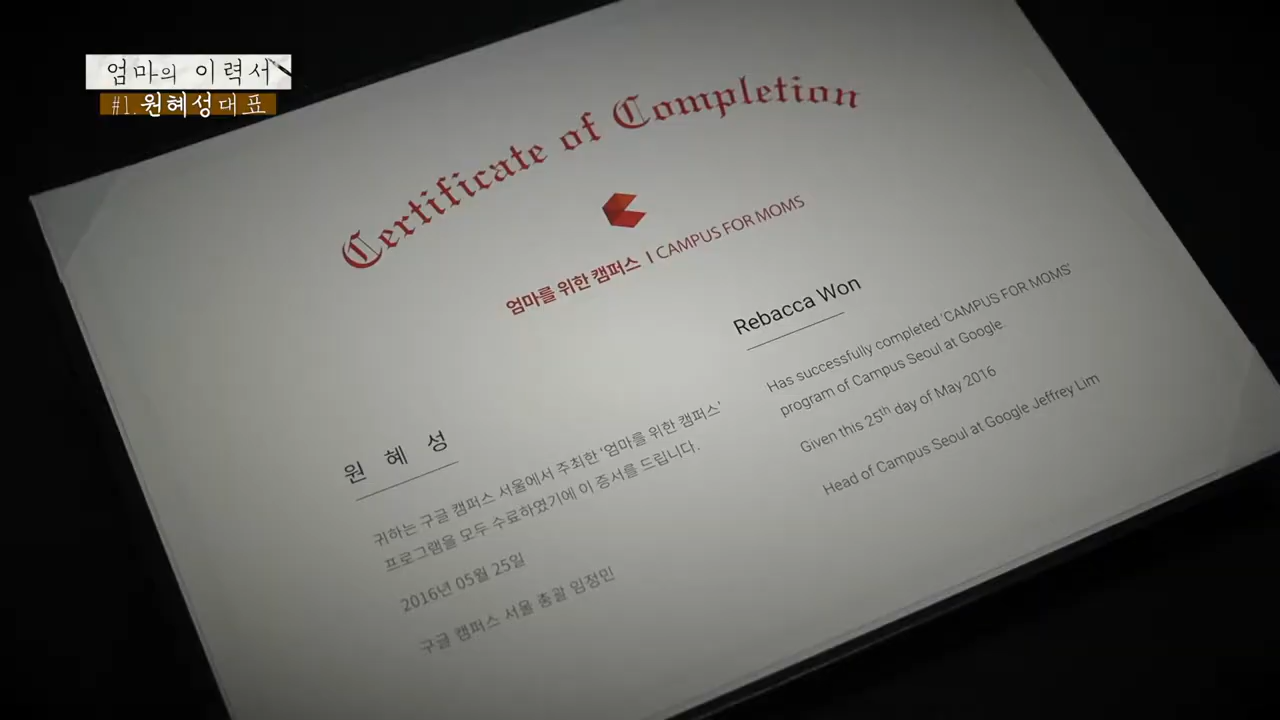 엄마의 이력서
#1. 원혜성대표
Certificate of Completion
엄마를 위한 캠퍼스 | CAMPUS FOR MOMS
원 혜 성
귀하는 구글 캠퍼스 서울에서 주최한 '엄마를 위한 캠퍼스'
프로그램을 모두 수료하였기에 이 증서를 드립니다.
2016년 05월 25일
구글 캠퍼스 서울 총괄 임정민
Rebacca Won
Has successfully completed 'CAMPUS FOR MOMS'
program of Campus Seoul at Google.
Given this 25th day of May 2016
Head of Campus Seoul at Google Jeffrey Lim